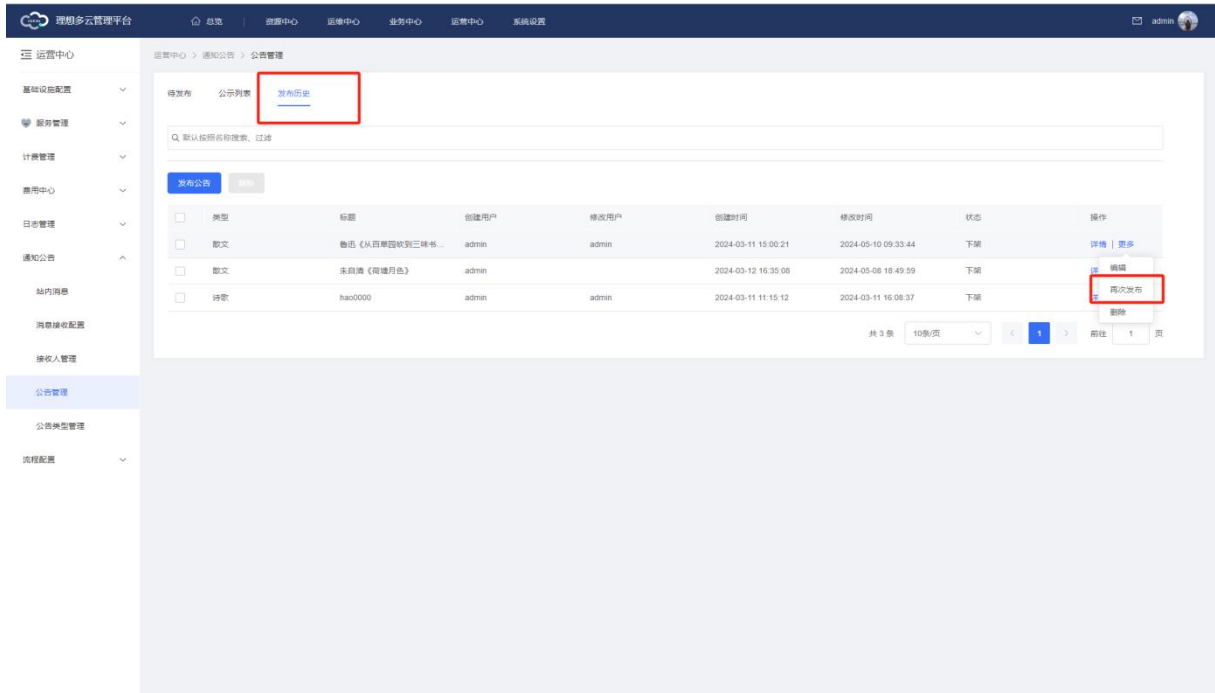 理想多云管理平台 总览 | 资源中心 运维中心 业务中心 运营中心 系统设置 admin
运营中心
运营中心 > 通知公告 > 公告管理
基础设施配置
服务管理
计费管理
费用中心
日志管理
通知公告
站内消息
消息接收配置
接收人管理
公告管理
公告类型管理
流程配置
待发布 公示列表 发布历史
默认按照名称搜索、过滤
发布公告 删除
类型 标题 创建用户 修改用户 创建时间 修改时间 状态 操作
散文 鲁迅《从百草园欤到三味书... admin admin 2024-03-11 15:00:21 2024-05-10 09:33:44 下架 详情 | 更多
散文 朱自清《荷塘月色》 admin 2024-03-12 16:35:08 2024-05-08 18:49:59 下架 详
诗歌 hao0000 admin admin 2024-03-11 11:15:12 2024-03-11 16:08:37 下架
编辑
再次发布
删除
共 3 条 10条/页 < 1 > 前往 1 页